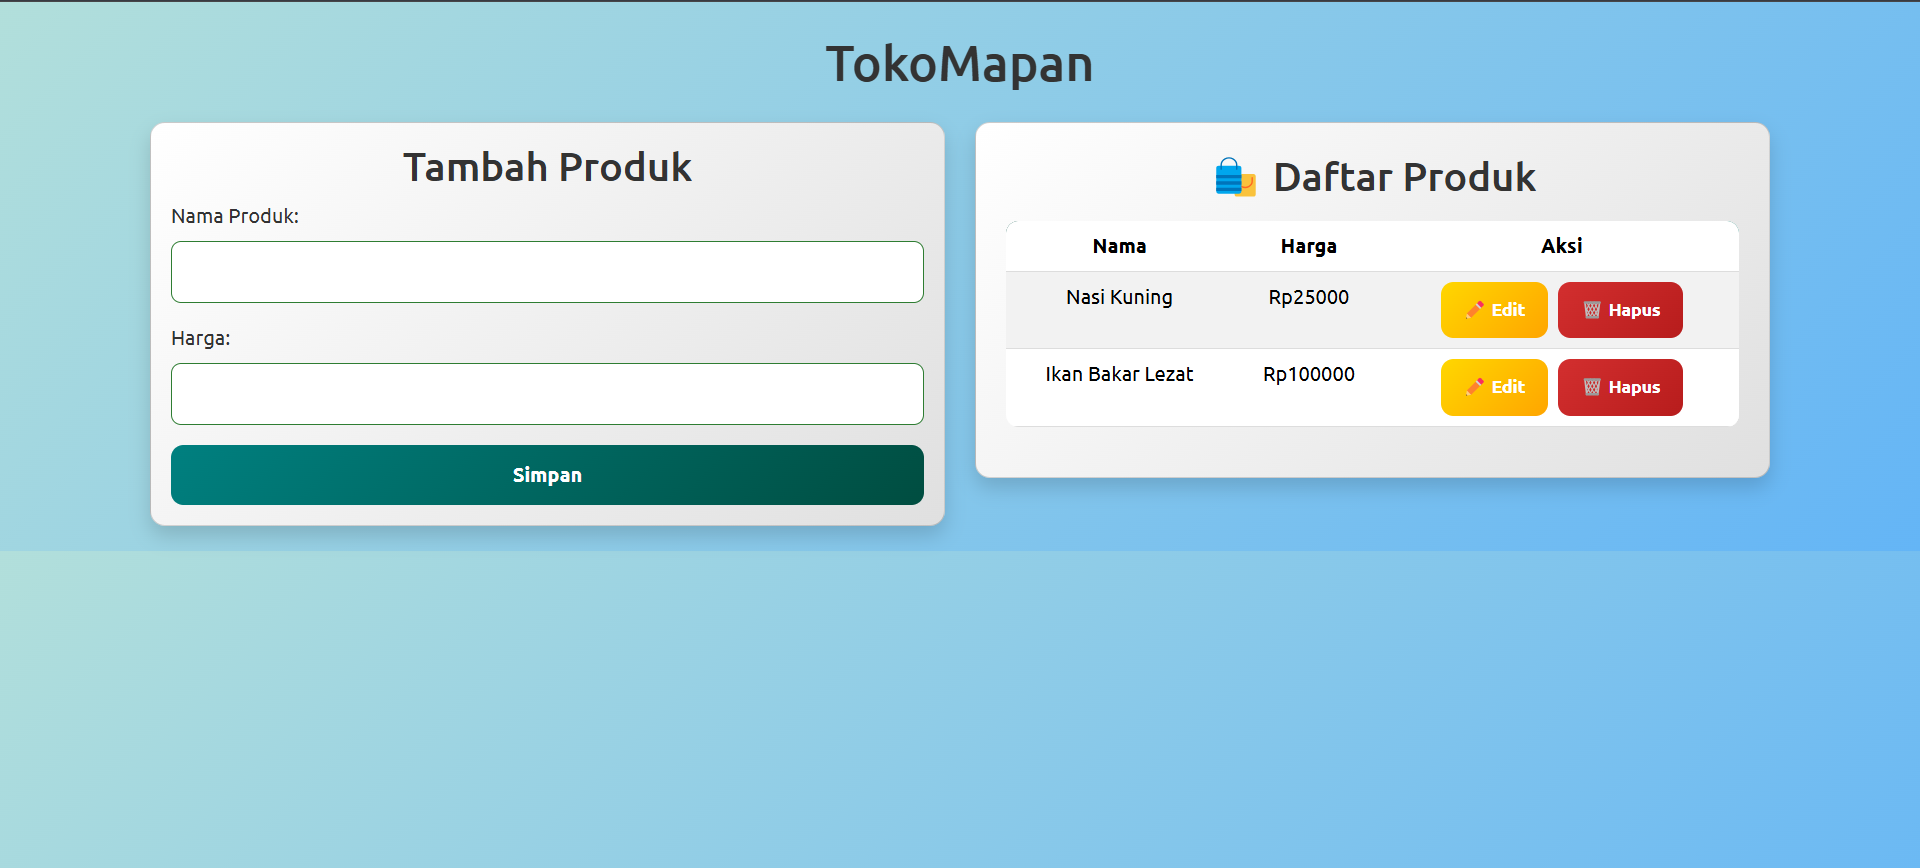 TokoMapan
Tambah Produk
Nama Produk:
Harga:
Simpan
Daftar Produk
Nama Harga Aksi
Nasi Kuning Rp25000 Edit Hapus
Ikan Bakar Lezat Rp100000 Edit Hapus